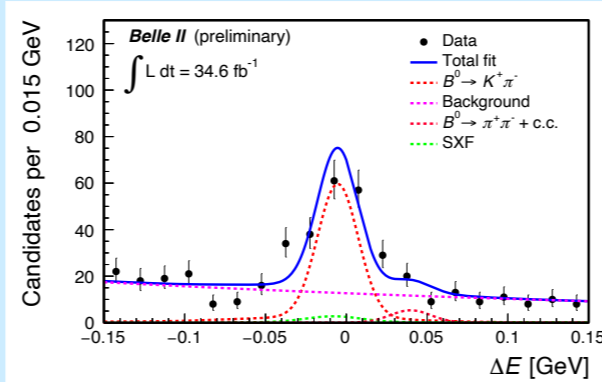 Belle II (preliminary)
∫ L dt = 34.6 fb⁻¹
Data
Total fit
B⁰→ K⁺π⁻
Background
B⁰→ π⁺π⁻ + c.c.
SXF
Candidates per 0.015 GeV
120
100
80
60
40
20
0
−0.15 −0.1 −0.05 0 0.05 0.1 0.15
ΔE [GeV]